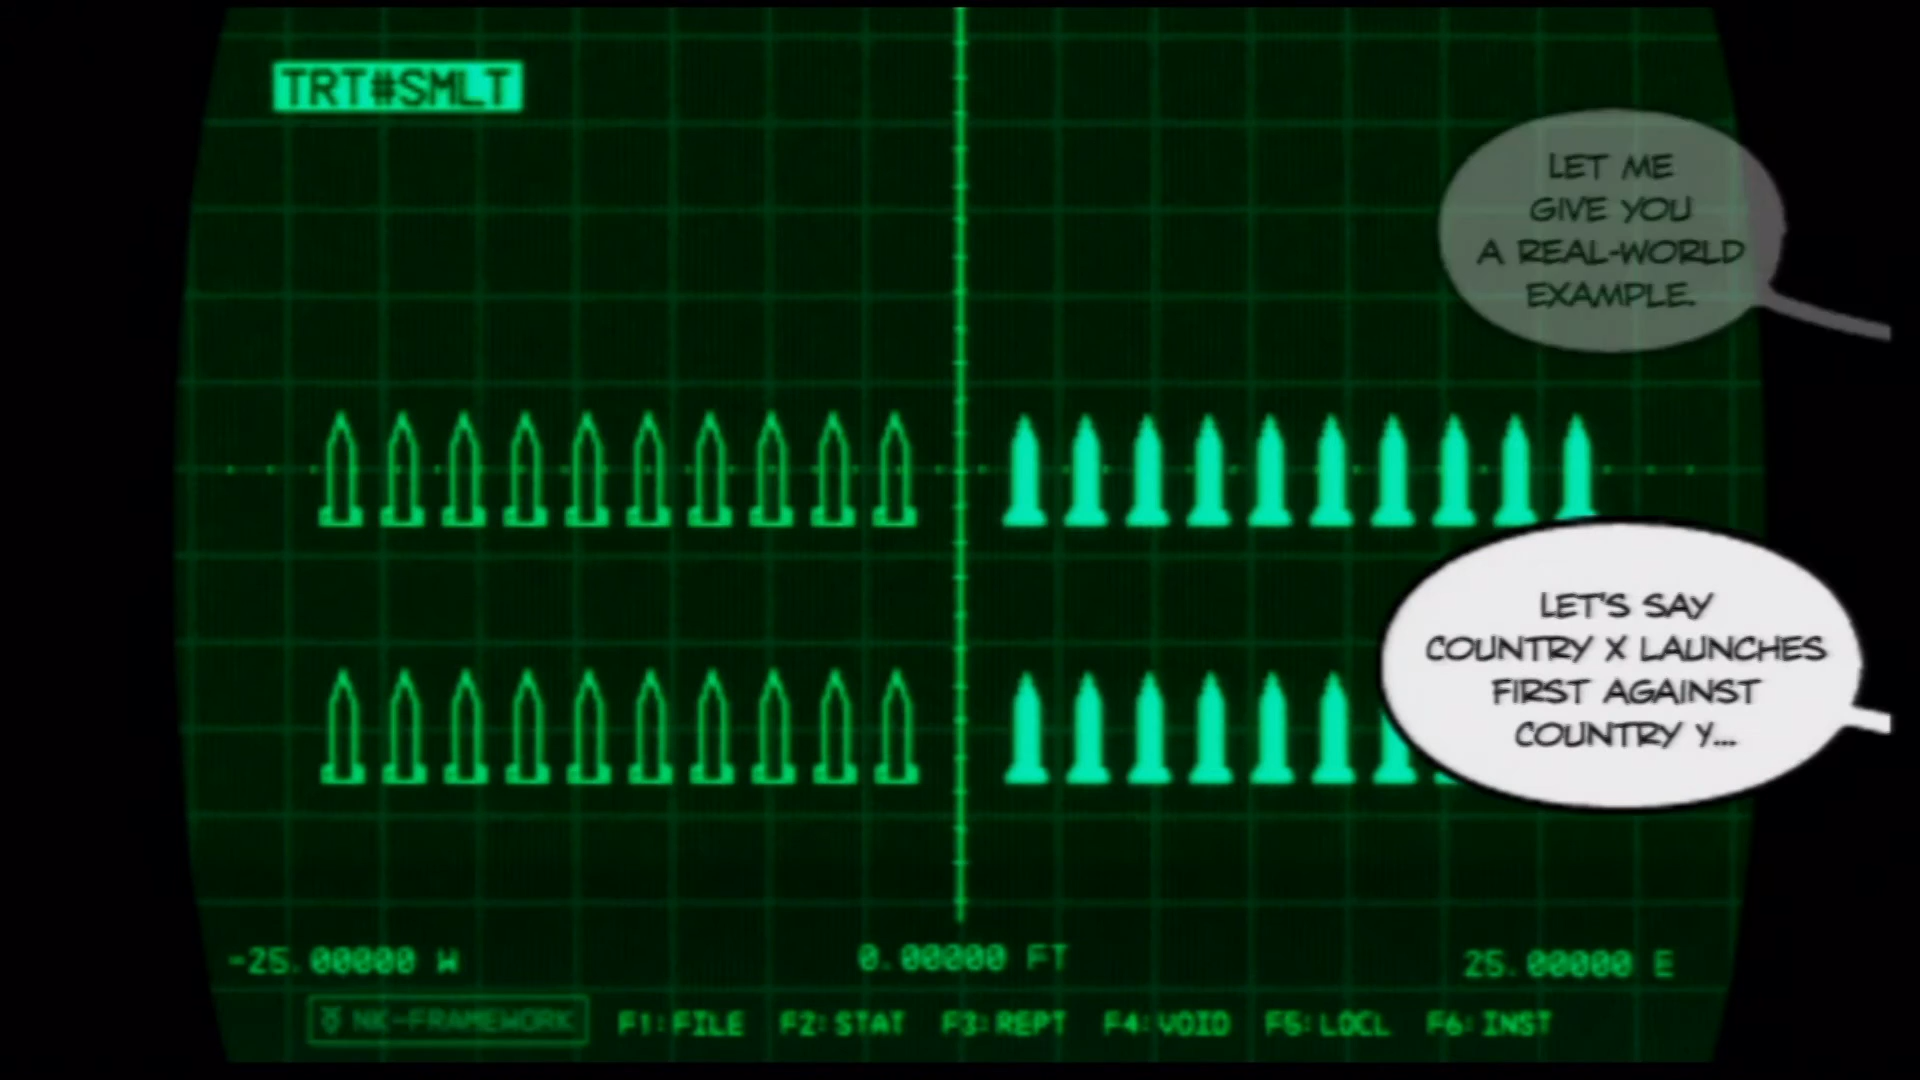 TRT#SMLT
LET ME
GIVE YOU
A REAL-WORLD
EXAMPLE.
LET'S SAY
COUNTRY X LAUNCHES
FIRST AGAINST
COUNTRY Y...
-25.00000 W
0.00000 FT
25.00000 E
NK-FRAMEWORK
F1:FILE F2:STAT F3:REPT F4:VOID F5:LOCL F6:INST